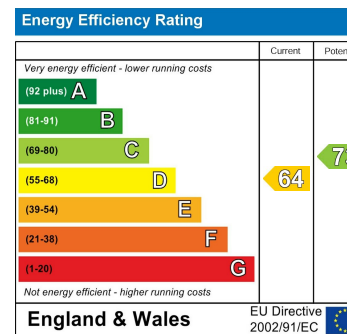 Energy Efficiency Rating
Current
Very energy efficient - lower running costs
(92 plus) A
(81-91) B
(69-80) C
(55-68) D
64
(39-54) E
(21-38) F
(1-20) G
Not energy efficient - higher running costs
England & Wales
EU Directive
2002/91/EC